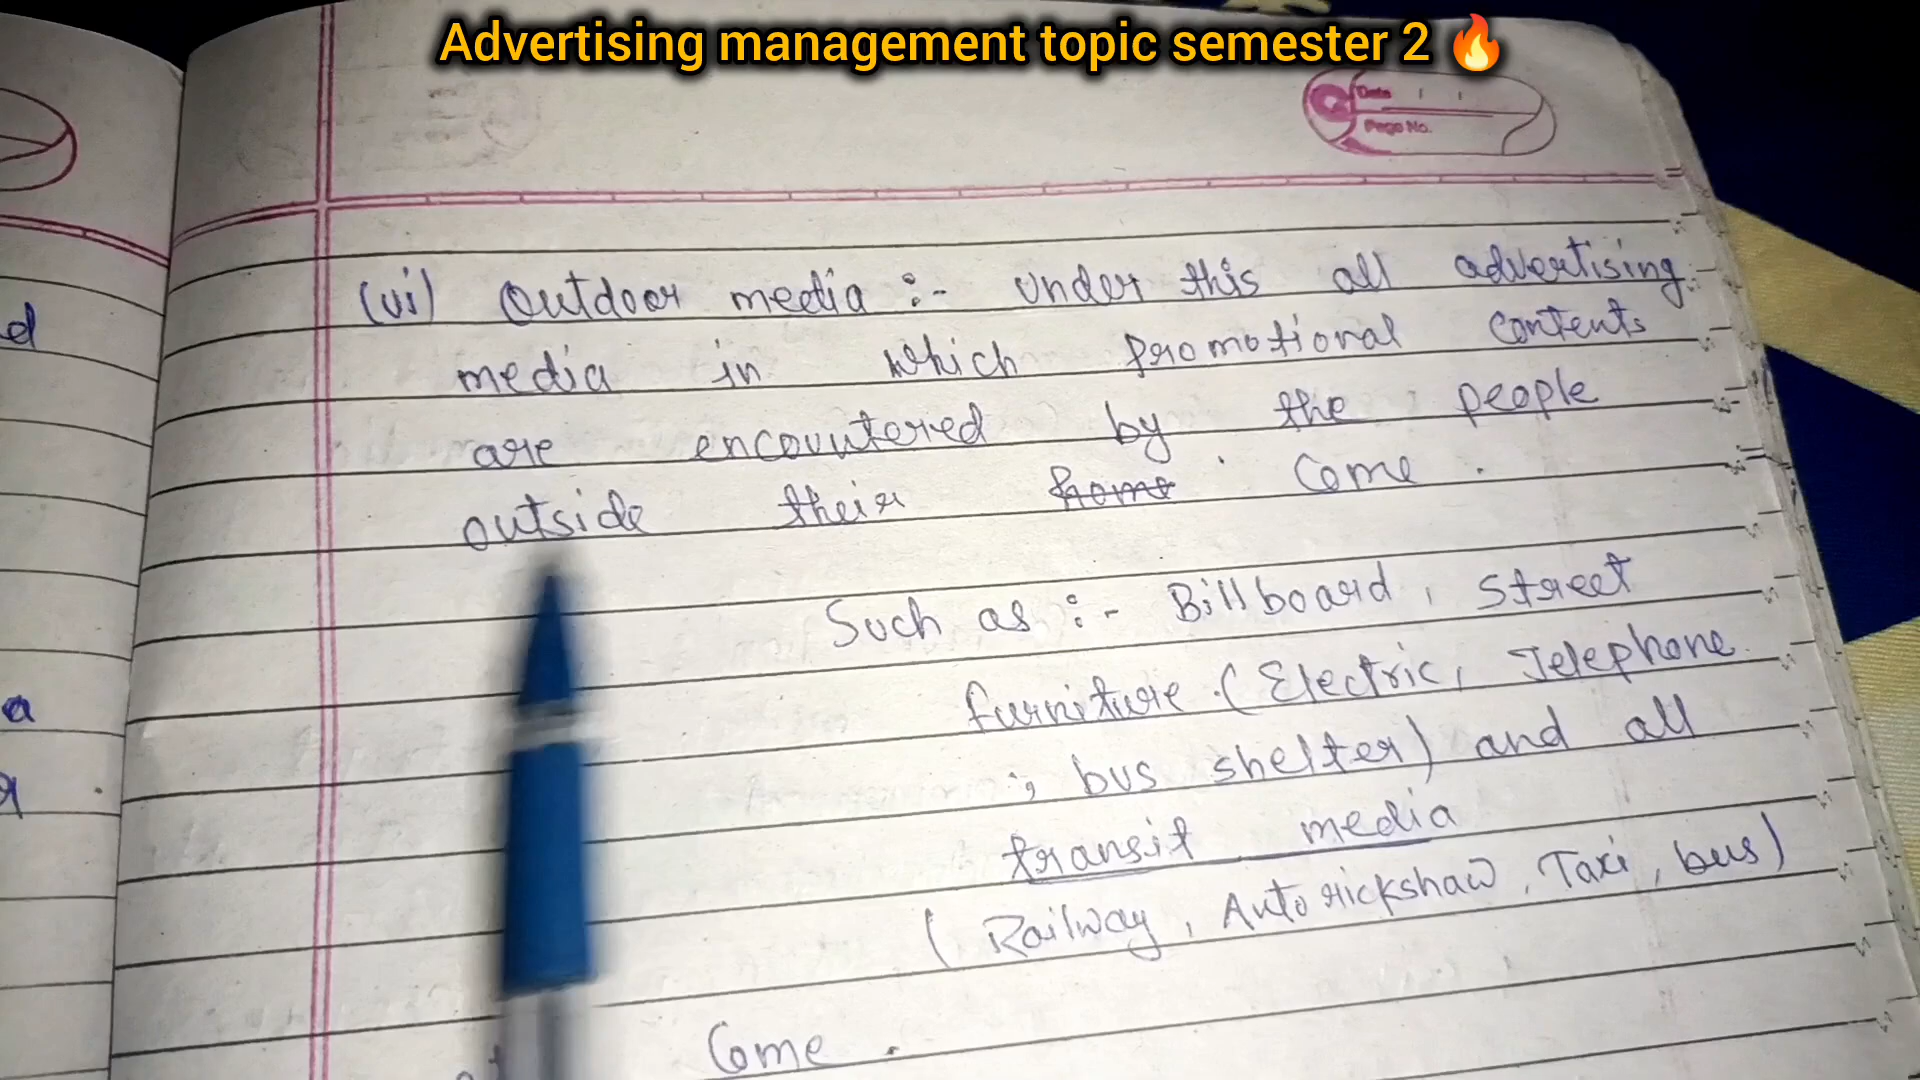 Advertising management topic semester 2 🔥
Date
Page No.
(vi) Outdoor media :- Under this all advertising
media in which promotional contents
are encountered by the people
outside their home come.
Such as :- Billboard, street
furniture (Electric, Telephone
, bus shelter) and all
transit media
( Railway, Auto rickshaw, Taxi, bus)
Come.
d
a